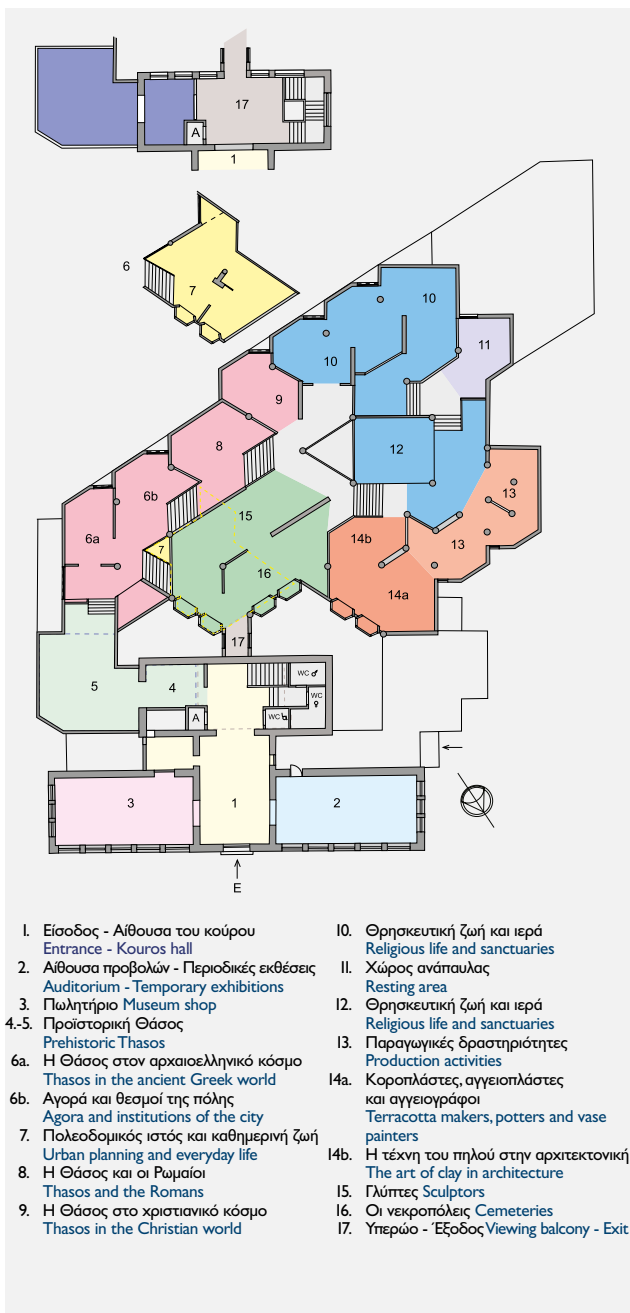 17
A
1
6
7
10
10
11
9
8
12
6b
15
13
14b
6a
7
13
16
14a
17
5
4
WC ♂
WC ♀
WC
A
3
1
2
E
1. Είσοδος - Αίθουσα του κούρου
Entrance - Kouros hall
2. Αίθουσα προβολών - Περιοδικές εκθέσεις
Auditorium - Temporary exhibitions
3. Πωλητήριο Museum shop
4.-5. Προϊστορική Θάσος
Prehistoric Thasos
6a. Η Θάσος στον αρχαιοελληνικό κόσμο
Thasos in the ancient Greek world
6b. Αγορά και θεσμοί της πόλης
Agora and institutions of the city
7. Πολεοδομικός ιστός και καθημερινή ζωή
Urban planning and everyday life
8. Η Θάσος και οι Ρωμαίοι
Thasos and the Romans
9. Η Θάσος στο χριστιανικό κόσμο
Thasos in the Christian world
10. Θρησκευτική ζωή και ιερά
Religious life and sanctuaries
11. Χώρος ανάπαυλας
Resting area
12. Θρησκευτική ζωή και ιερά
Religious life and sanctuaries
13. Παραγωγικές δραστηριότητες
Production activities
14a. Κοροπλάστες, αγγειοπλάστες
και αγγειογράφοι
Terracotta makers, potters and vase
painters
14b. Η τέχνη του πηλού στην αρχιτεκτονική
The art of clay in architecture
15. Γλύπτες Sculptors
16. Οι νεκροπόλεις Cemeteries
17. Υπερώο - Έξοδος Viewing balcony - Exit